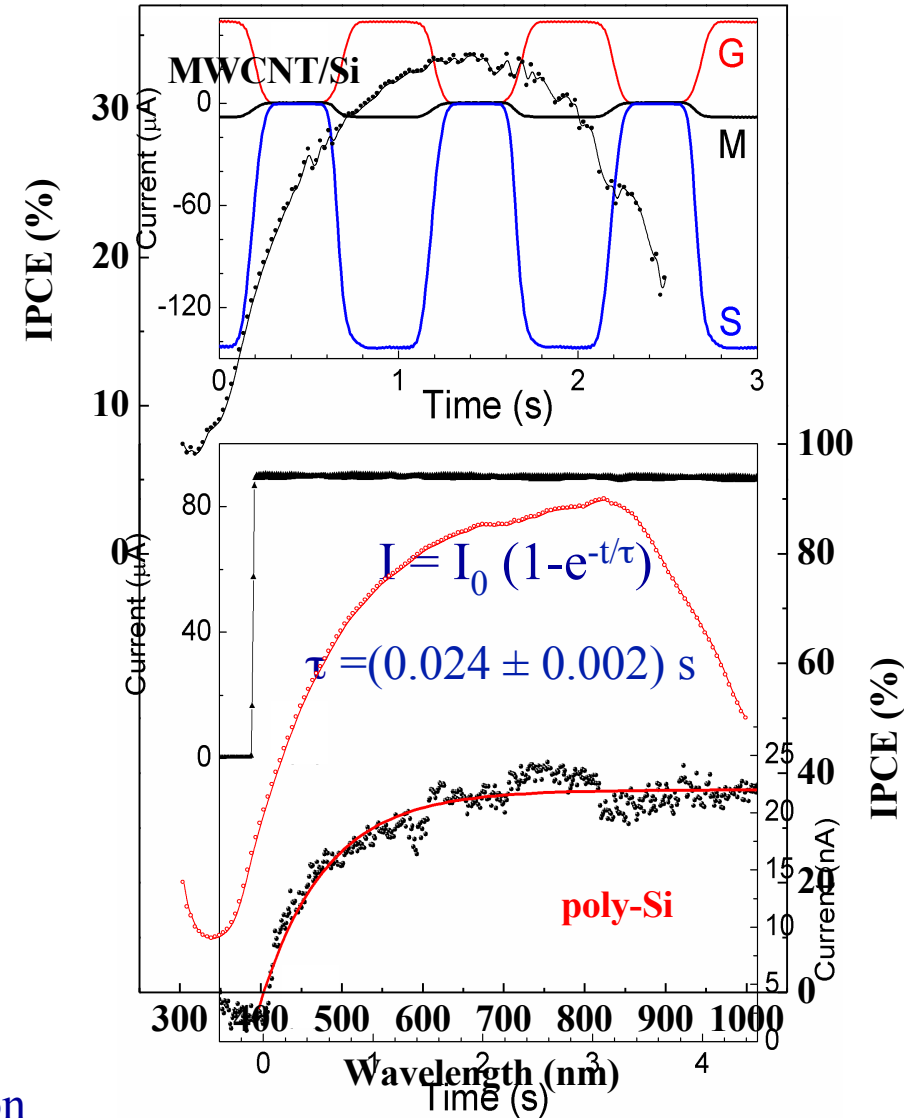 MWCNT/Si
G
M
S
IPCE (%)
30
20
10
0
Current (μA)
0
-60
-120
0 1 2 3
Time (s)
100
80
60
40
20
0
IPCE (%)
Current (μA)
80
40
0
I = I0 (1-e-t/τ)
τ =(0.024 ± 0.002) s
poly-Si
25
20
15
10
5
0
Current (nA)
300 400 500 600 700 800 900 1000
Wavelength (nm)
0 1 2 3 4
Time (s)
on